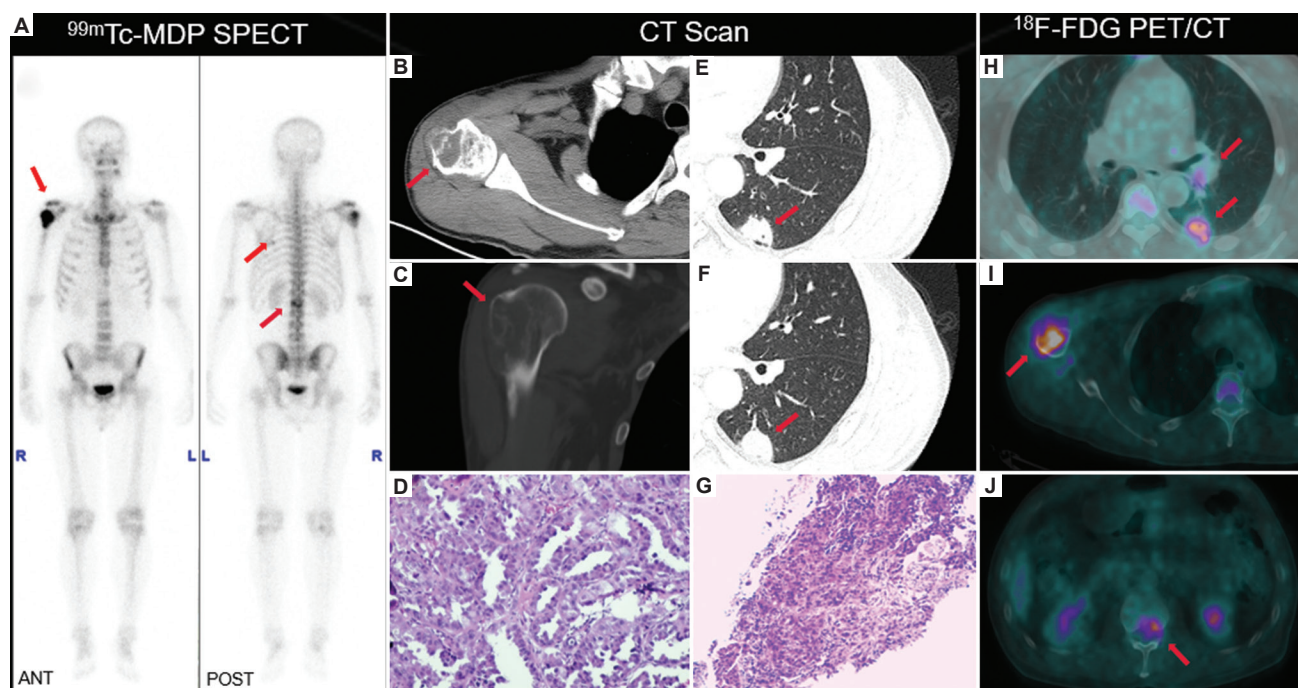 A
⁹⁹ᵐTc-MDP SPECT
CT Scan
¹⁸F-FDG PET/CT
B
E
H
C
F
I
D
G
J
R
L
L
R
ANT
POST